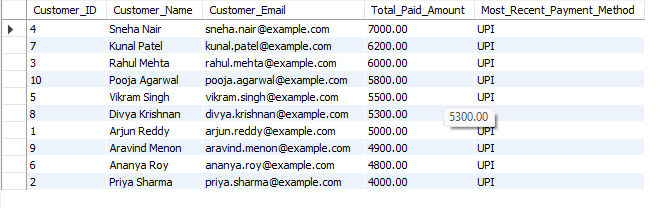 Customer_ID Customer_Name Customer_Email Total_Paid_Amount Most_Recent_Payment_Method
4 Sneha Nair sneha.nair@example.com 7000.00 UPI
7 Kunal Patel kunal.patel@example.com 6200.00 UPI
3 Rahul Mehta rahul.mehta@example.com 6000.00 UPI
10 Pooja Agarwal pooja.agarwal@example.com 5800.00 UPI
5 Vikram Singh vikram.singh@example.com 5500.00 UPI
8 Divya Krishnan divya.krishnan@example.com 5300.00 UPI
5300.00
1 Arjun Reddy arjun.reddy@example.com 5000.00 UPI
9 Aravind Menon aravind.menon@example.com 4900.00 UPI
6 Ananya Roy ananya.roy@example.com 4800.00 UPI
2 Priya Sharma priya.sharma@example.com 4000.00 UPI